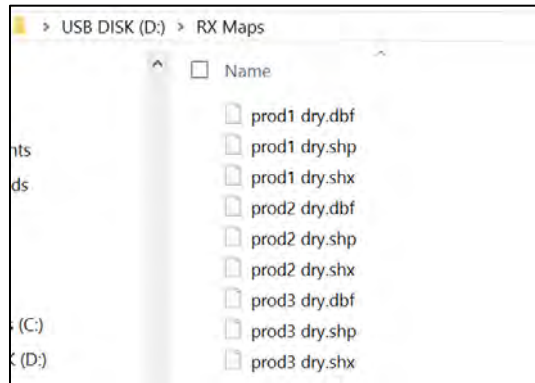 > USB DISK (D:) > RX Maps
Name
prod1 dry.dbf
prod1 dry.shp
nts
prod1 dry.shx
ds
prod2 dry.dbf
prod2 dry.shp
prod2 dry.shx
prod3 dry.dbf
(C:)
prod3 dry.shp
(D:)
prod3 dry.shx